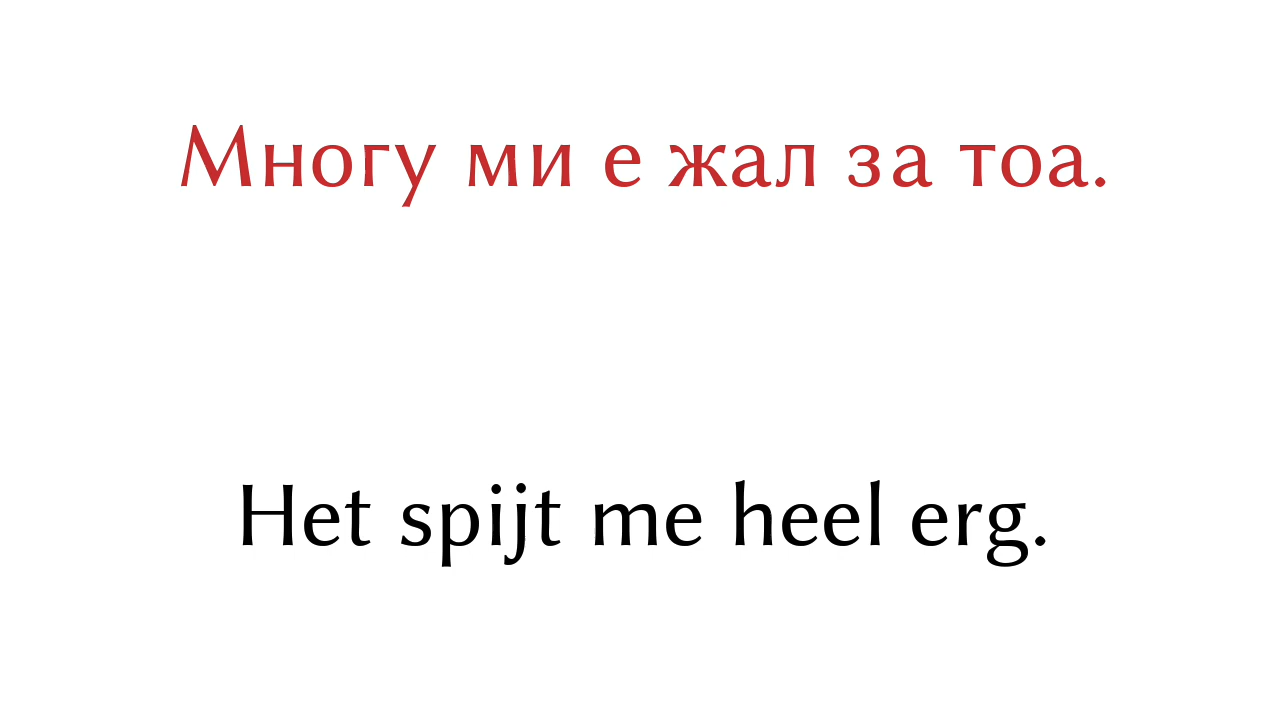 Многу ми е жал за тоа.
Het spijt me heel erg.